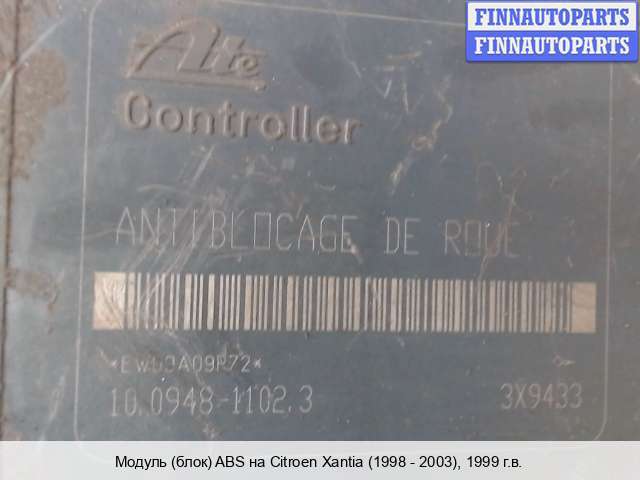 FINNAUTOPARTS
FINNAUTOPARTS
Ate
Controller
ANTIBLOCAGE DE ROUE
10.0948-1102.3
3X9433
Модуль (блок) ABS на Citroen Xantia (1998 - 2003), 1999 г.в.